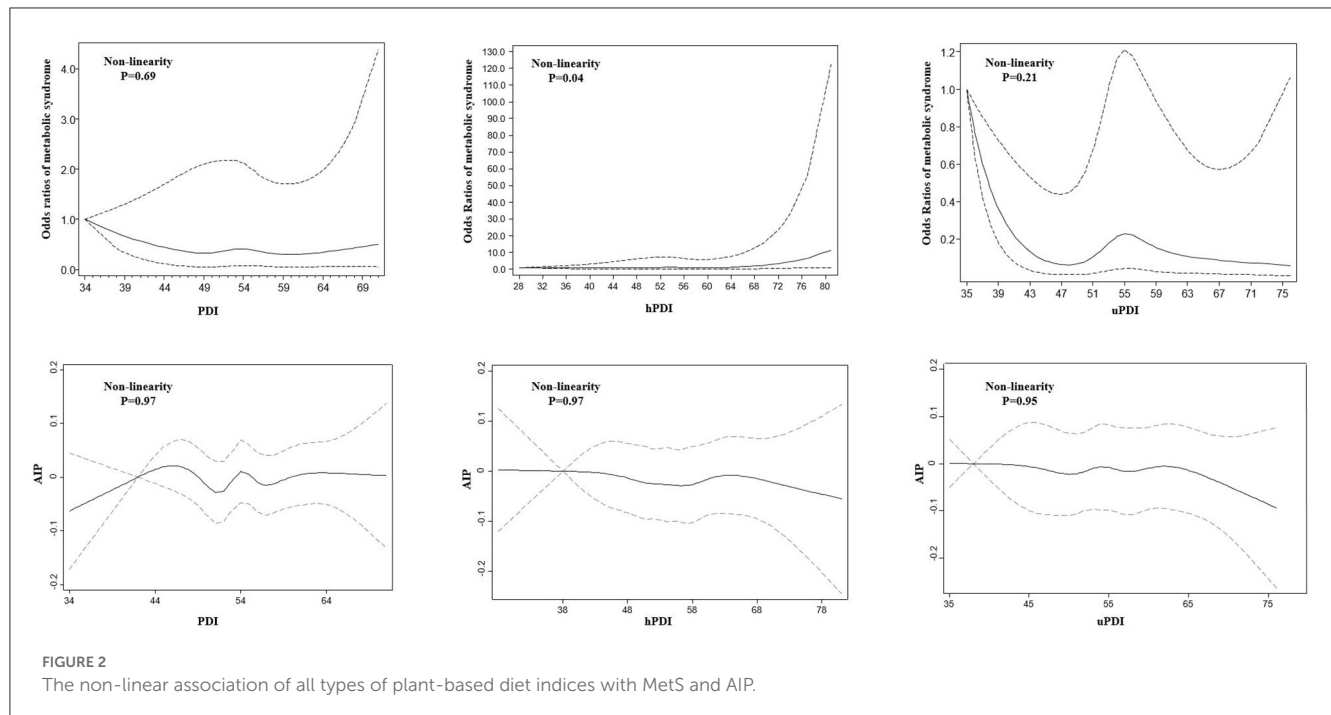 Non-linearity
P=0.69
Odds ratios of metabolic syndrome
4.0
3.0
2.0
1.0
0.0
34 39 44 49 54 59 64 69
PDI
Non-linearity
P=0.04
Odds Ratios of metabolic syndrome
130.0
120.0
110.0
100.0
90.0
80.0
70.0
60.0
50.0
40.0
30.0
20.0
10.0
0.0
28 32 36 40 44 48 52 56 60 64 68 72 76 80
hPDI
Non-linearity
P=0.21
Odds Ratios of metabolic syndrome
1.2
1.0
0.8
0.6
0.4
0.2
35 39 43 47 51 55 59 63 67 71 75
uPDI
Non-linearity
P=0.97
AIP
0.2
0.1
0
-0.1
-0.2
34 44 54 64
PDI
Non-linearity
P=0.97
AIP
0.2
0.1
0
-0.1
-0.2
38 48 58 68 78
hPDI
Non-linearity
P=0.95
AIP
0.2
0.1
0
-0.1
-0.2
35 45 55 65 75
uPDI
FIGURE 2
The non-linear association of all types of plant-based diet indices with MetS and AIP.